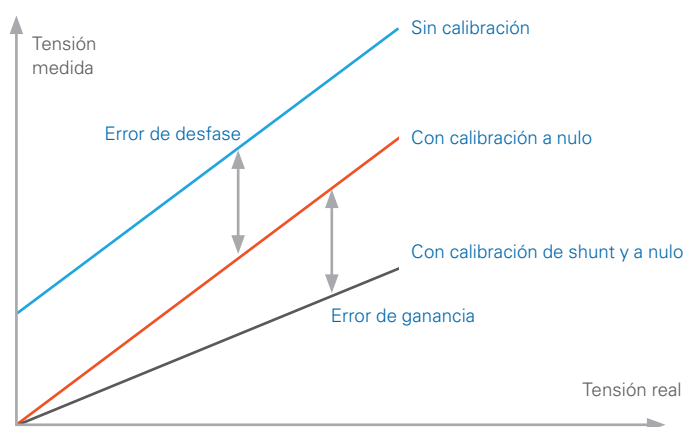 Sin calibración
Tensión
medida
Error de desfase
Con calibración a nulo
Con calibración de shunt y a nulo
Error de ganancia
Tensión real